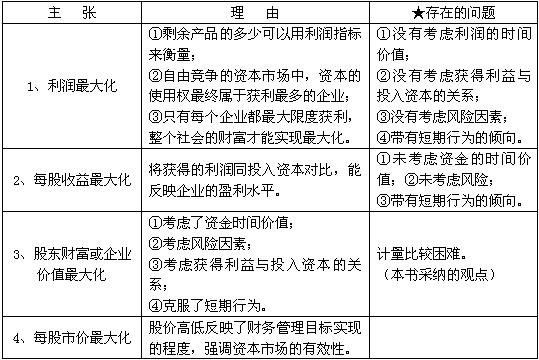 主 张 理 由 ★存在的问题
1、利润最大化
①剩余产品的多少可以用利润指标
来衡量；
②自由竞争的资本市场中，资本的
使用权最终属于获利最多的企业；
③只有每个企业都最大限度获利，
整个社会的财富才能实现最大化。
①没有考虑利润的时间
价值；
②没有考虑获得利益与
投入资本的关系；
③没有考虑风险因素；
④带有短期行为的倾向。
2、每股收益最大化
将获得的利润同投入资本对比，能
反映企业的盈利水平。
①未考虑资金的时间价
值；②未考虑风险；
③带有短期行为的倾向。
3、股东财富或企业
价值最大化
①考虑了资金时间价值；
②考虑风险因素；
③考虑获得利益与投入资本的关
系；
④克服了短期行为。
计量比较困难。
（本书采纳的观点）
4、每股市价最大化
股价高低反映了财务管理目标实现
的程度，强调资本市场的有效性。